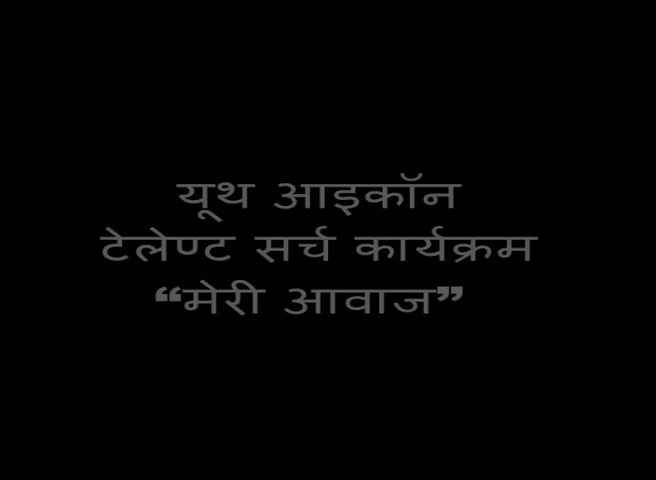 यूथ आइकॉन
टेलेण्ट सर्च कार्यक्रम
“मेरी आवाज”